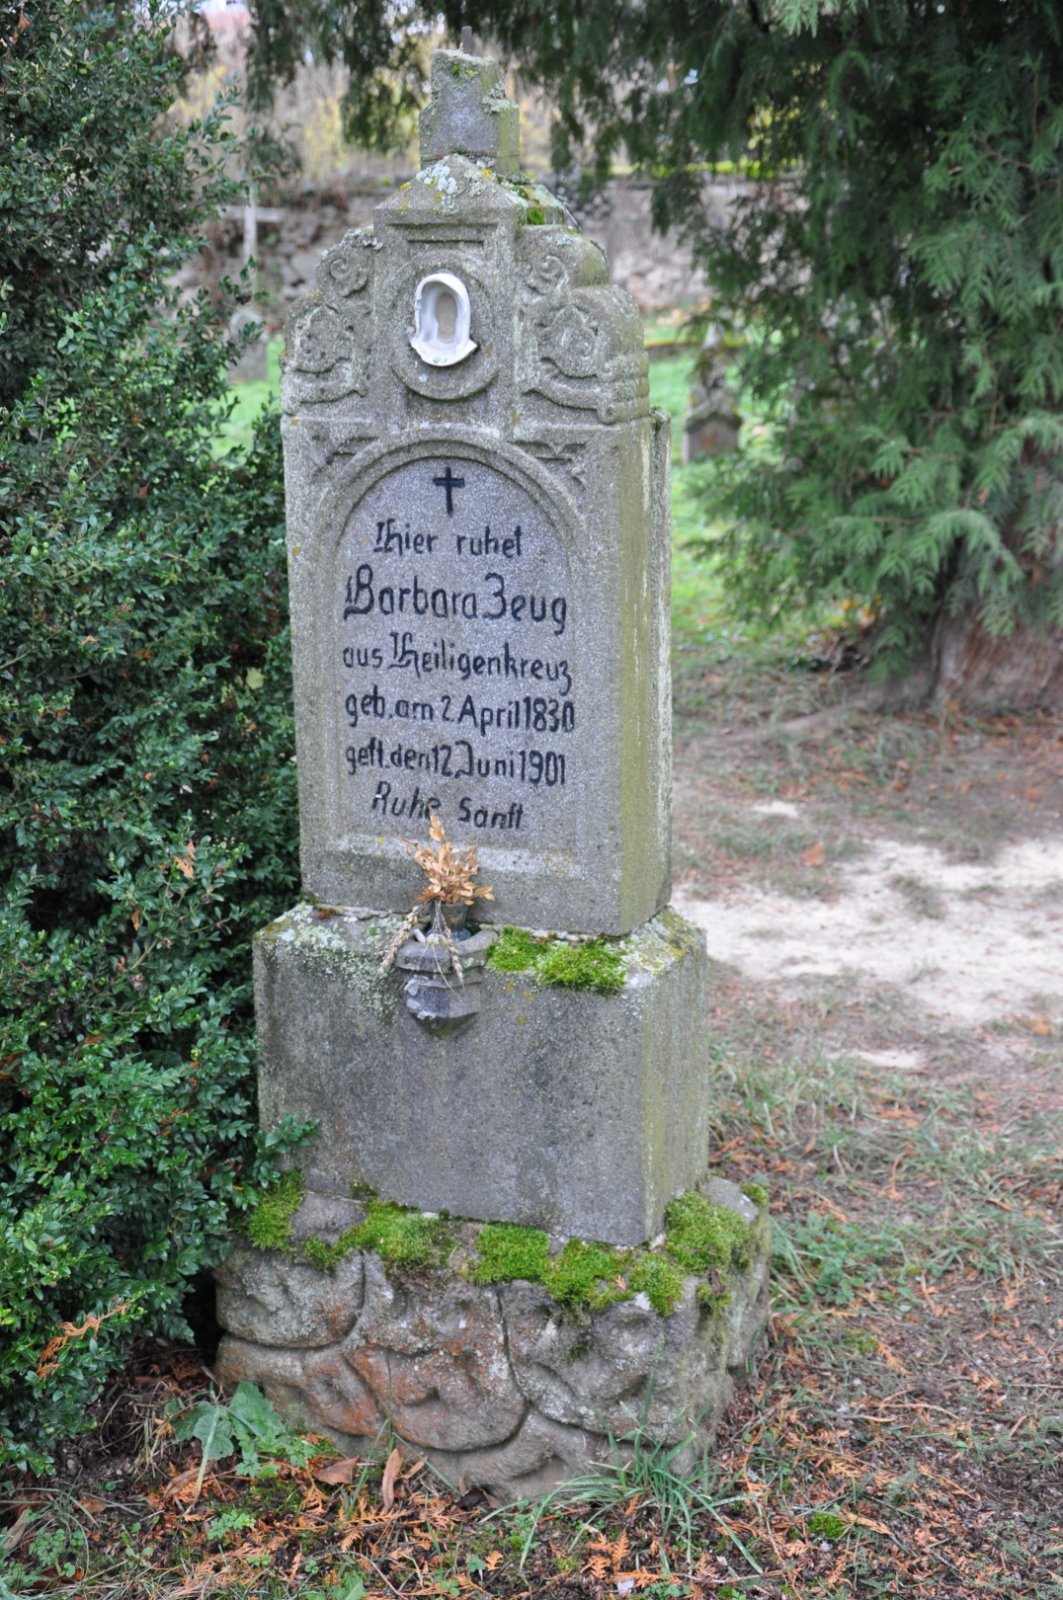 Hier ruhet
Barbara Zeug
aus Heiligenkreuz
geb. am 2. April 1830
gest. den 12. Juni 1901
Ruhe sanft